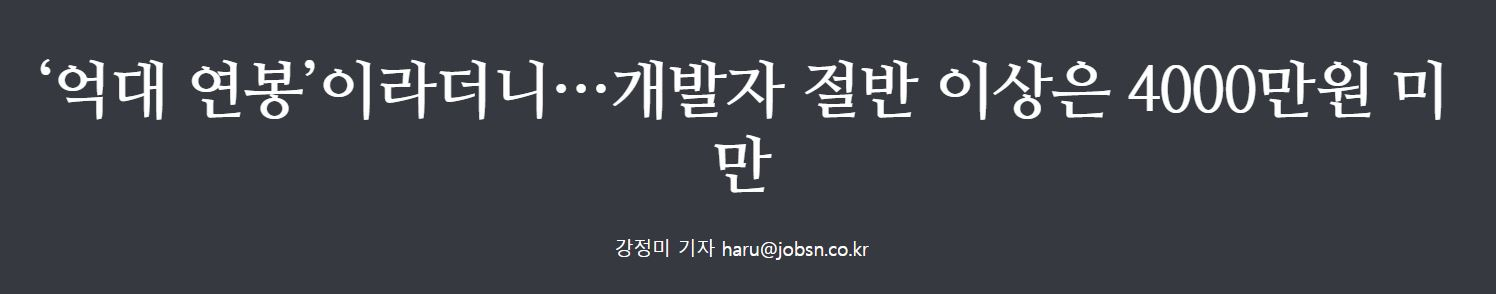 ‘억대 연봉’이라더니…개발자 절반 이상은 4000만원 미
만
강정미 기자 haru@jobsn.co.kr